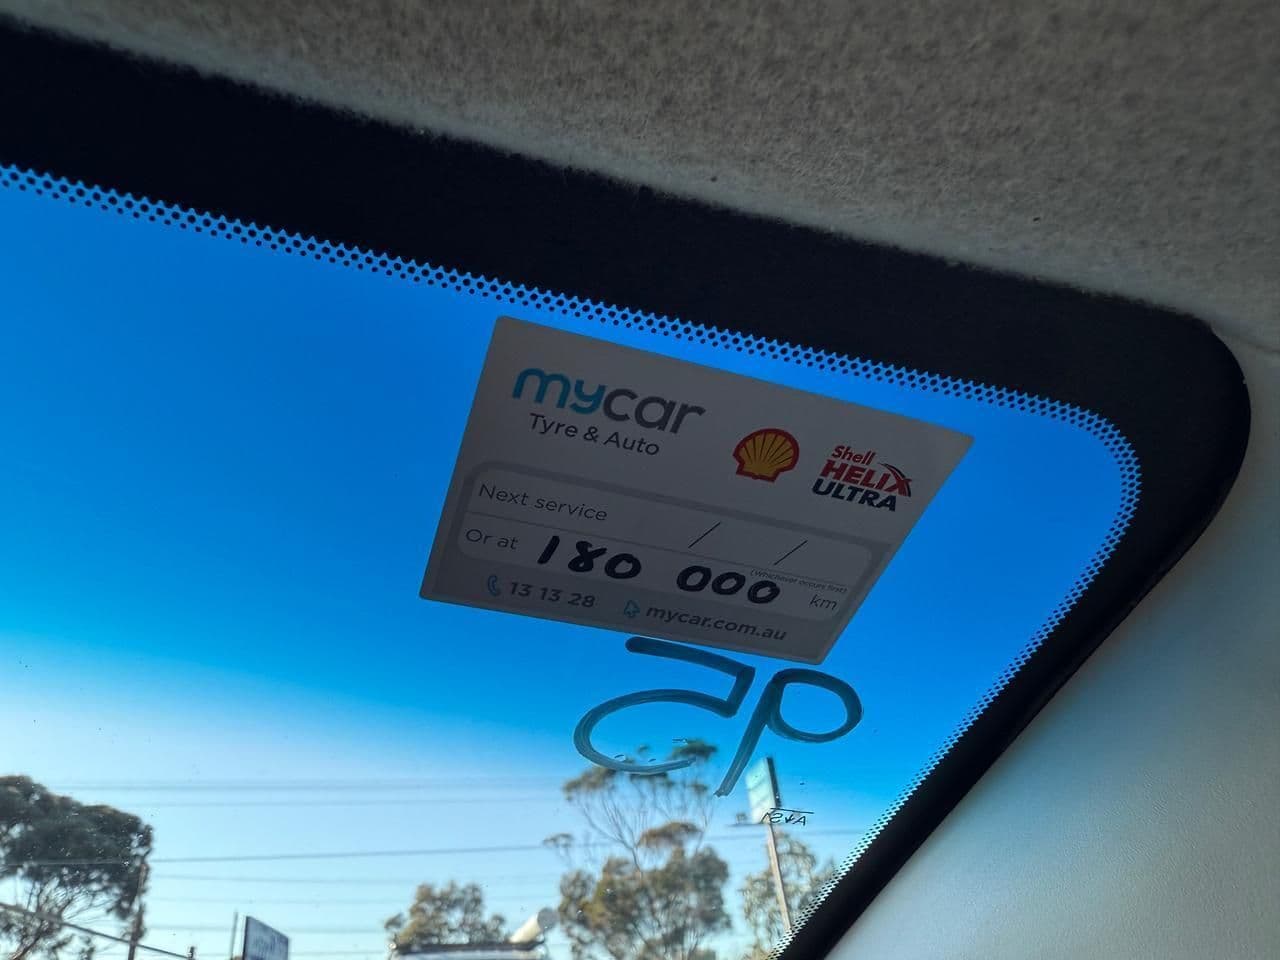 mycar
Tyre & Auto
Shell
HELIX
ULTRA
Next service / /
Or at 180 000 km
(Whichever occurs first)
13 13 28 mycar.com.au